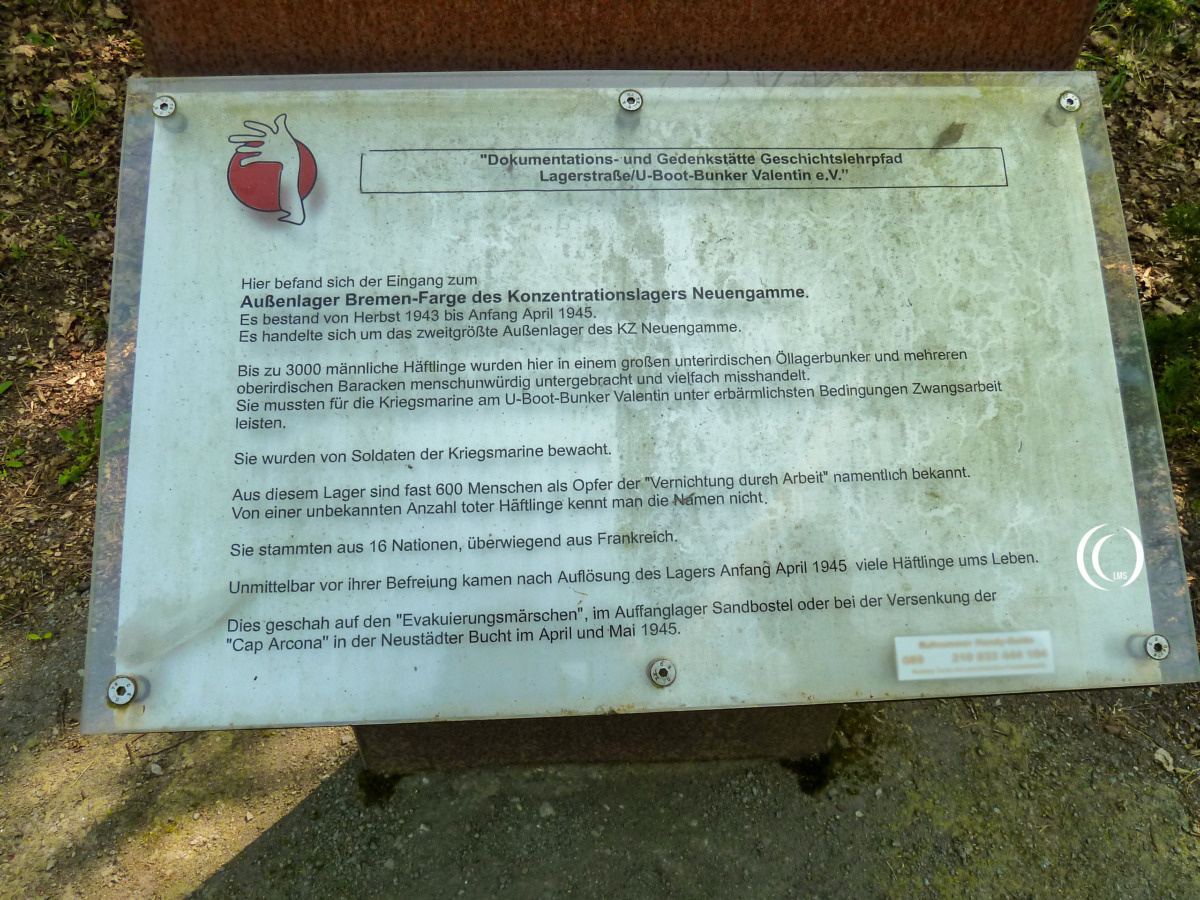 "Dokumentations- und Gedenkstätte Geschichtslehrpfad
Lagerstraße/U-Boot-Bunker Valentin e.V."
Hier befand sich der Eingang zum
Außenlager Bremen-Farge des Konzentrationslagers Neuengamme.
Es bestand von Herbst 1943 bis Anfang April 1945.
Es handelte sich um das zweitgrößte Außenlager des KZ Neuengamme.
Bis zu 3000 männliche Häftlinge wurden hier in einem großen unterirdischen Öllagerbunker und mehreren
oberirdischen Baracken menschunwürdig untergebracht und vielfach misshandelt.
Sie mussten für die Kriegsmarine am U-Boot-Bunker Valentin unter erbärmlichsten Bedingungen Zwangsarbeit
leisten.
Sie wurden von Soldaten der Kriegsmarine bewacht.
Aus diesem Lager sind fast 600 Menschen als Opfer der "Vernichtung durch Arbeit" namentlich bekannt.
Von einer unbekannten Anzahl toter Häftlinge kennt man die Namen nicht.
Sie stammten aus 16 Nationen, überwiegend aus Frankreich.
Unmittelbar vor ihrer Befreiung kamen nach Auflösung des Lagers Anfang April 1945 viele Häftlinge ums Leben.
Dies geschah auf den "Evakuierungsmärschen", im Auffanglager Sandbostel oder bei der Versenkung der
"Cap Arcona" in der Neustädter Bucht im April und Mai 1945.
LMS